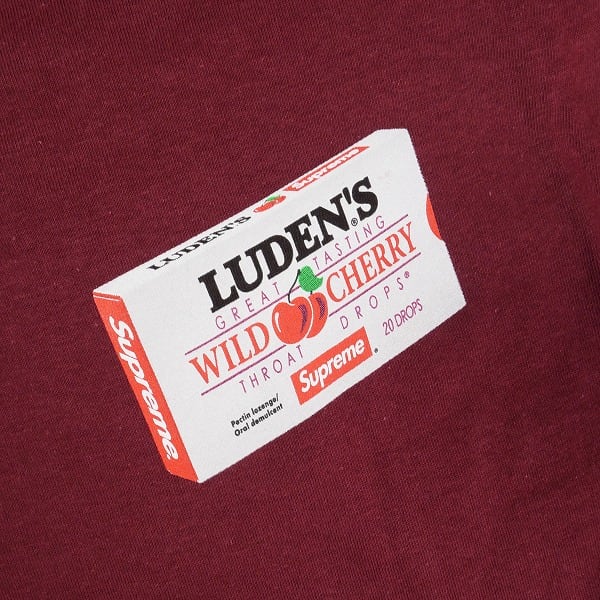 LUDEN'S
Supreme
LUDEN'S®
GREAT TASTING
WILD CHERRY
THROAT DROPS®
Supreme®
20 DROPS
Pectin lozenge/
Oral demulcent
Supreme